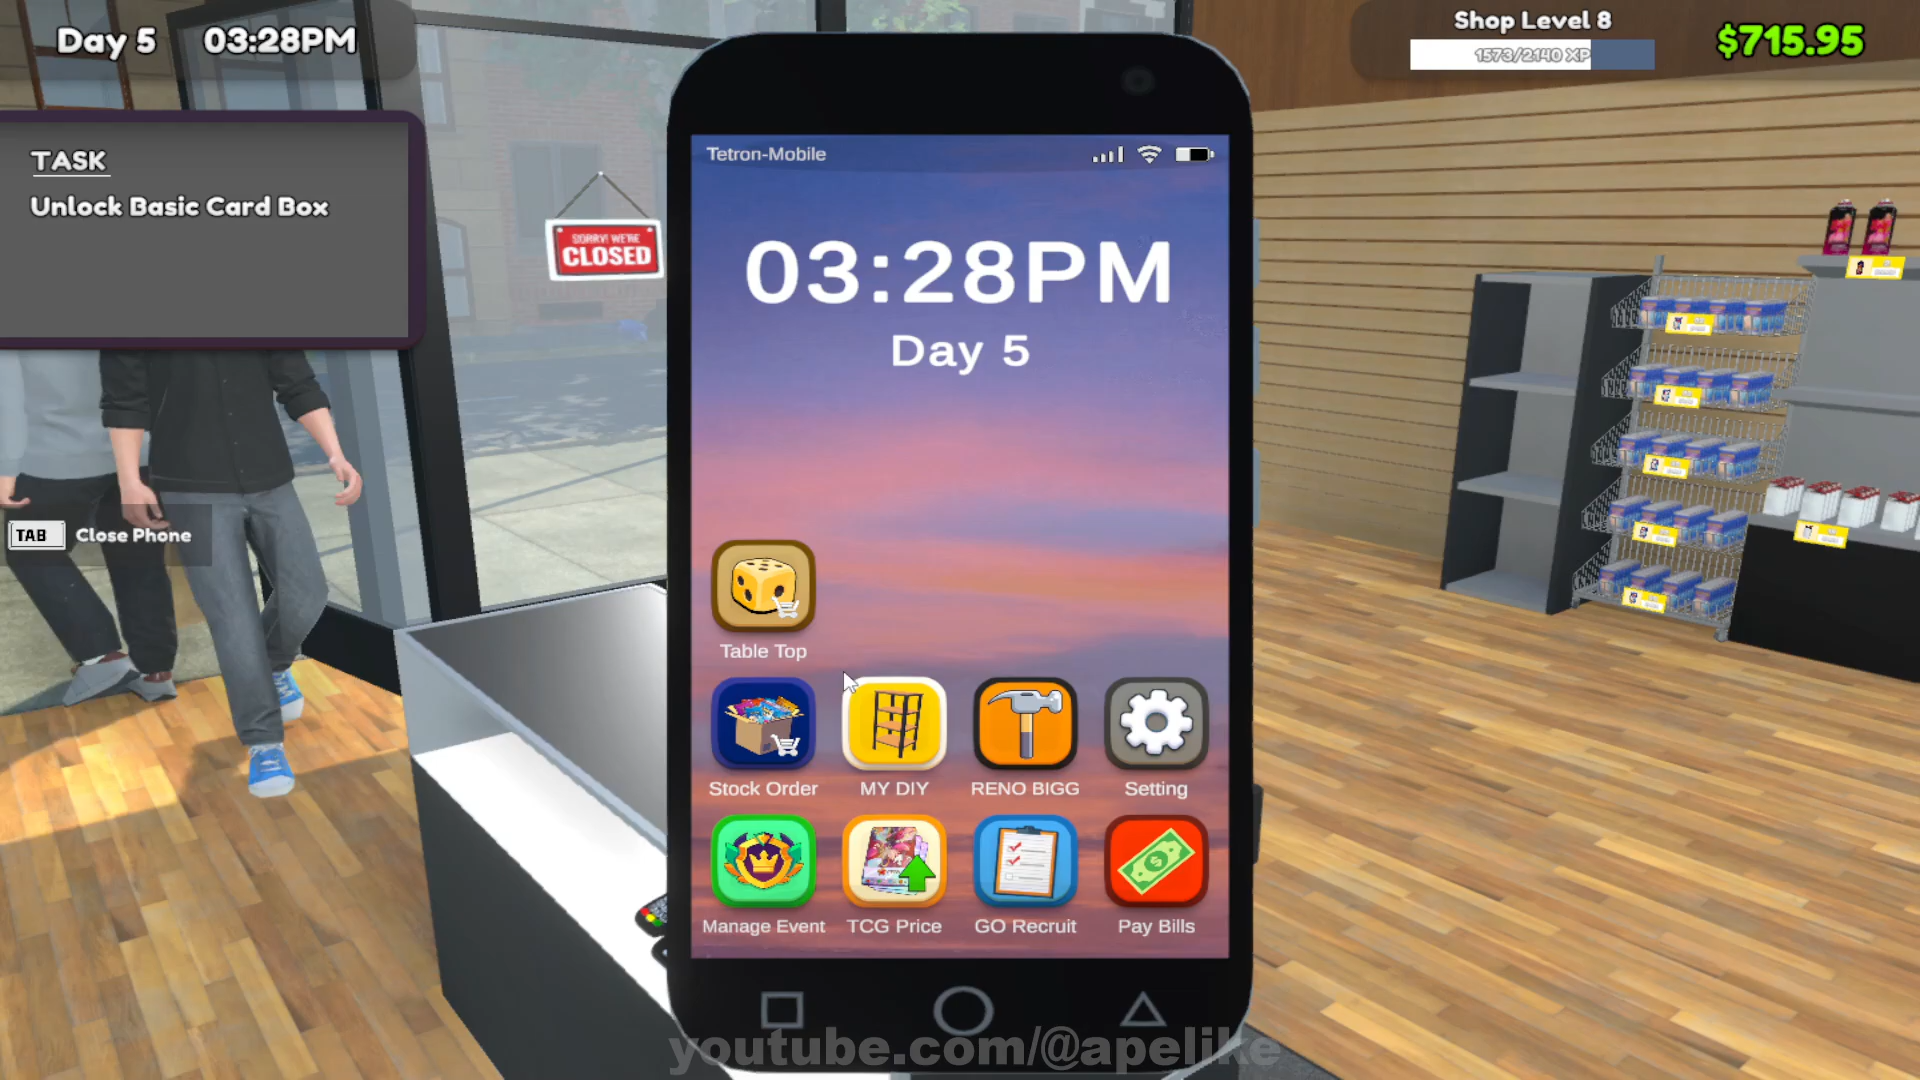 Day 5 03:28PM
Shop Level 8
1573/2140 XP
$715.95
TASK
Unlock Basic Card Box
TAB Close Phone
SORRY! WE'RE
CLOSED
Tetron-Mobile
03:28PM
Day 5
Table Top
Stock Order MY DIY RENO BIGG Setting
Manage Event TCG Price GO Recruit Pay Bills
youtube.com/@apelike